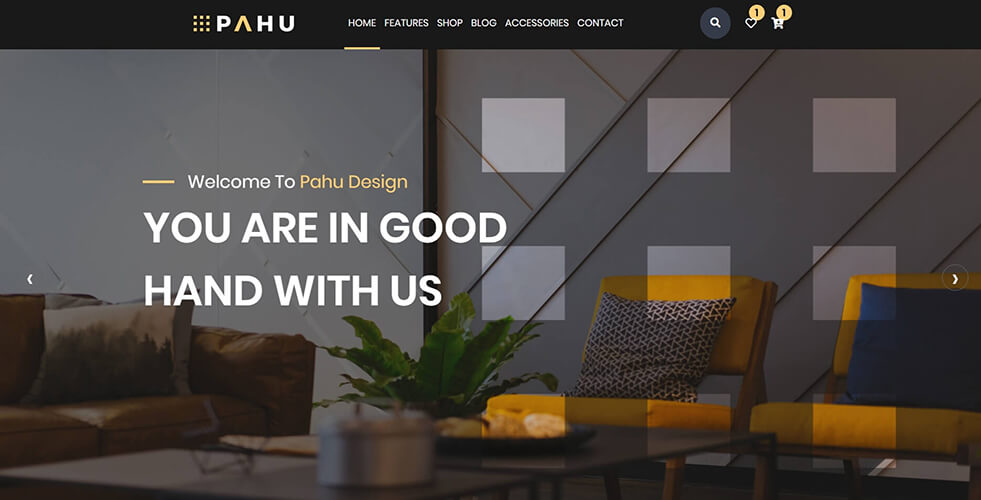 PAHU
HOME FEATURES SHOP BLOG ACCESSORIES CONTACT
1 1
Welcome To Pahu Design
YOU ARE IN GOOD
HAND WITH US